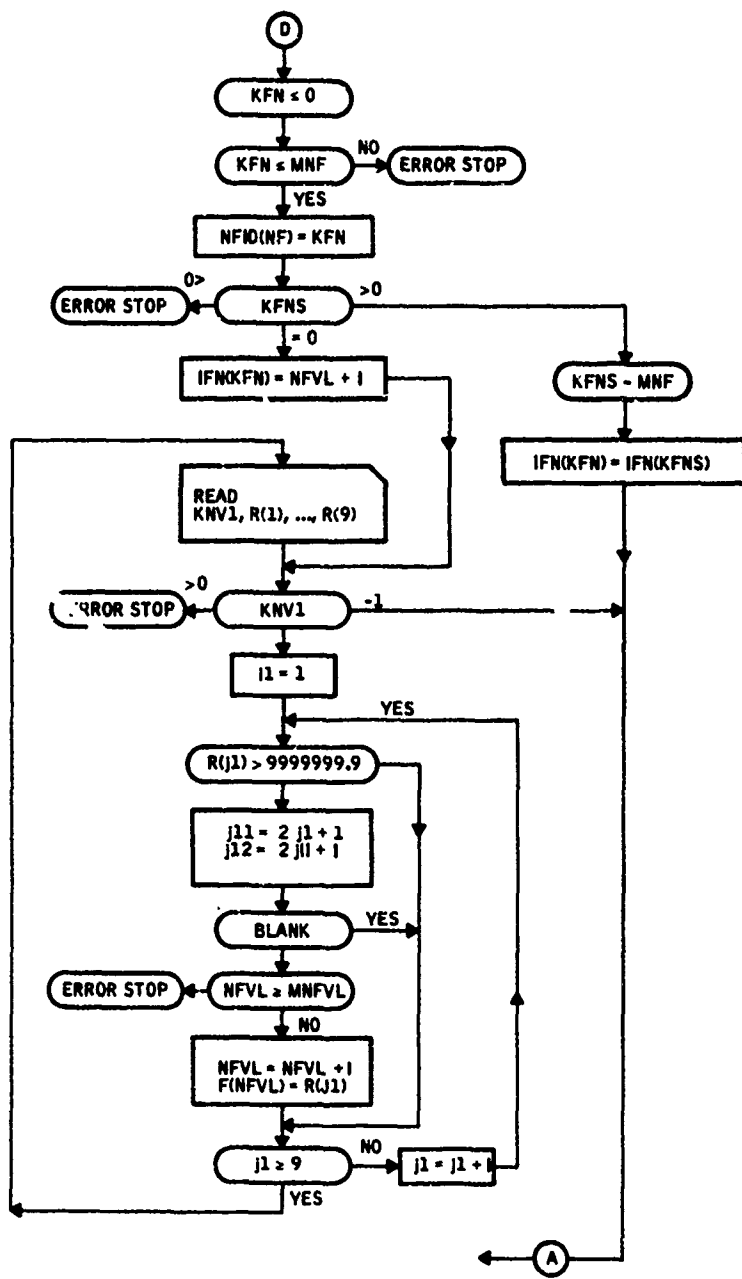 D
KFN ≤ 0
KFN ≤ MNF
NO
ERROR STOP
YES
NFID(NF) = KFN
0>
ERROR STOP
KFNS
>0
= 0
IFN(KFN) = NFVL + 1
KFNS - MNF
IFN(KFN) = IFN(KFNS)
READ
KNV1, R(1), ..., R(9)
>0
ERROR STOP
KNV1
-1
j1 = 1
YES
R(j1) > 9999999.9
j11 = 2 j1 + 1
j12 = 2 j11 + 1
BLANK
YES
ERROR STOP
NFVL ≥ MNFVL
NO
NFVL = NFVL + 1
F(NFVL) = R(j1)
j1 ≥ 9
NO
j1 = j1 + 1
YES
A